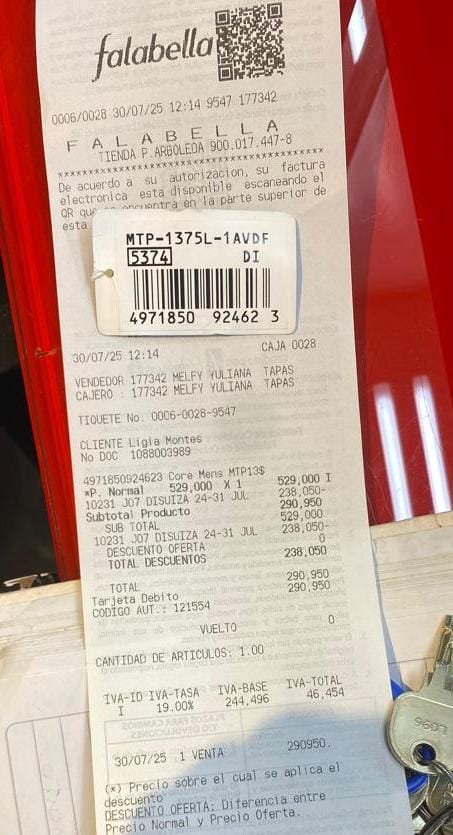 falabella
0006/0028 30/07/25 12:14 9547 177342
F A L A B E L L A
TIENDA P.ARBOLEDA 900.017.447-8
De acuerdo a su autorizacion, su factura
electronica esta disponible escaneando el
QR que se encuentra en la parte superior de
esta
MTP-1375L-1AVDF
5374 DI
4971850 92462 3
30/07/25 12:14 CAJA 0028
VENDEDOR 177342 MELFY YULIANA TAPAS
CAJERO : 177342 MELFY YULIANA TAPAS
TIQUETE No. 0006-0028-9547
CLIENTE Ligia Montes
No DOC 1088003989
4971850924623 Core Mens MTP13$
*P. Normal 529,000 X 1 529,000 I
10231 J07 DISUIZA 24-31 JUL 238,050-
Subtotal Producto 290,950
SUB TOTAL 529,000
10231 J07 DISUIZA 24-31 JUL 238,050-
DESCUENTO OFERTA 0
TOTAL DESCUENTOS 238,050
TOTAL 290,950
Tarjeta Debito 290,950
CODIGO AUT.: 121554
VUELTO 0
CANTIDAD DE ARTICULOS: 1.00
IVA-ID IVA-TASA IVA-BASE IVA-TOTAL
I 19.00% 244,496 46,454
30/07/25 1 VENTA 290950.
(*) Precio sobre el cual se aplica el
descuento
DESCUENTO OFERTA: Diferencia entre
Precio Normal y Precio Oferta.